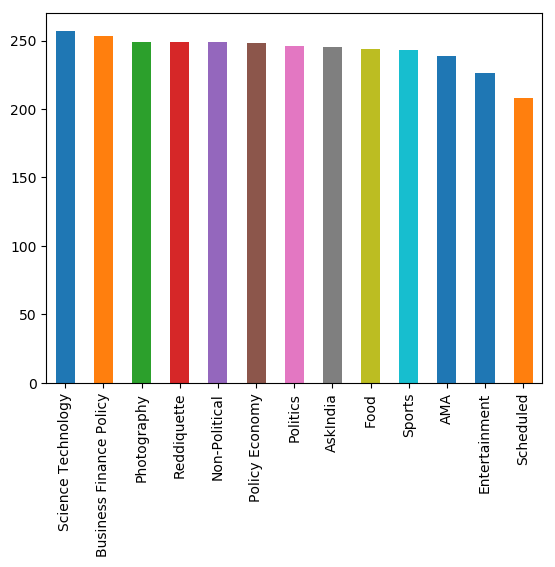 250
200
150
100
50
0
Science Technology
Business Finance Policy
Photography
Reddiquette
Non-Political
Policy Economy
Politics
AskIndia
Food
Sports
AMA
Entertainment
Scheduled